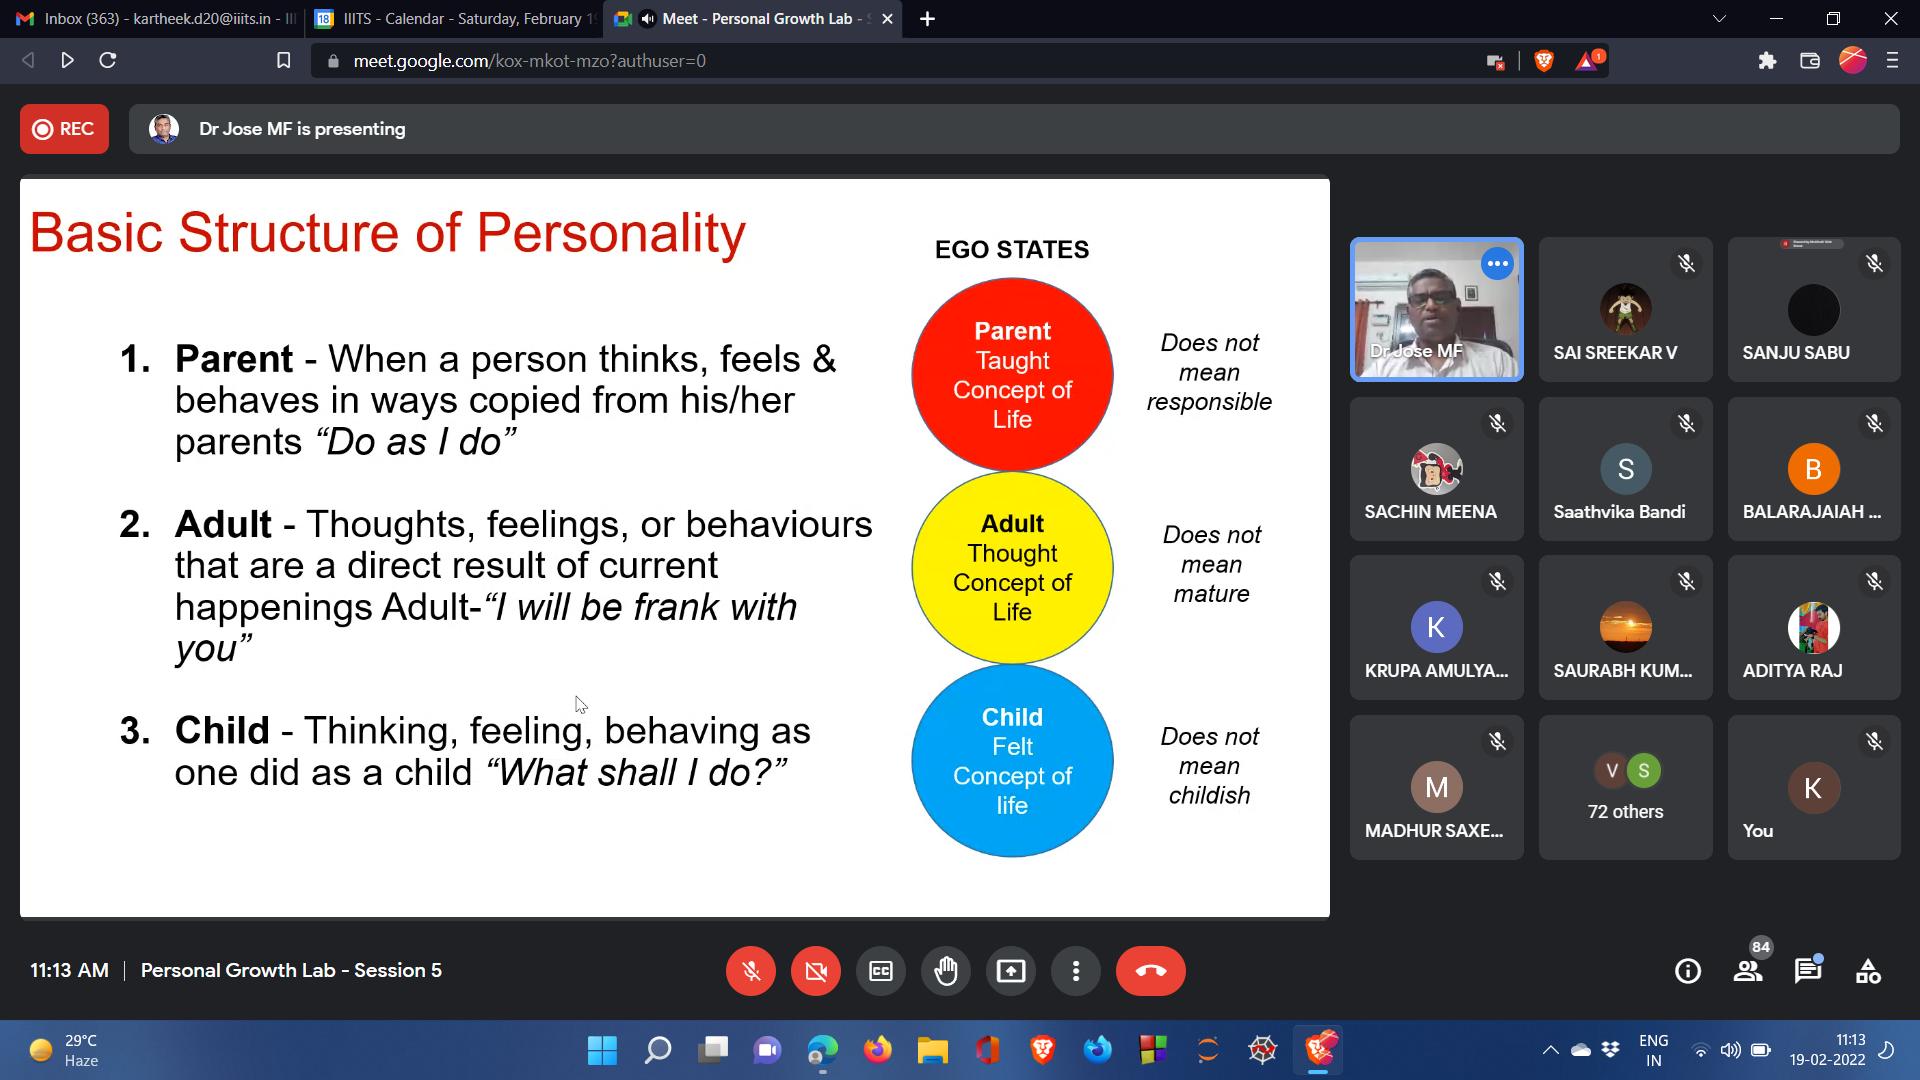 Inbox (363) - kartheek.d20@iiits.in - II
18
IIITS - Calendar - Saturday, February 1
Meet - Personal Growth Lab - S
meet.google.com/kox-mkot-mzo?authuser=0
1
REC
Dr Jose MF is presenting
Basic Structure of Personality
1. Parent - When a person thinks, feels &
behaves in ways copied from his/her
parents “Do as I do”
2. Adult - Thoughts, feelings, or behaviours
that are a direct result of current
happenings Adult-“I will be frank with
you”
3. Child - Thinking, feeling, behaving as
one did as a child “What shall I do?”
EGO STATES
Parent
Taught
Concept of
Life
Does not
mean
responsible
Adult
Thought
Concept of
Life
Does not
mean
mature
Child
Felt
Concept of
life
Does not
mean
childish
Dr Jose MF
SAI SREEKAR V
SANJU SABU
SACHIN MEENA
S
Saathvika Bandi
B
BALARAJAIAH ...
K
KRUPA AMULYA...
SAURABH KUM...
ADITYA RAJ
M
MADHUR SAXE...
V S
72 others
K
You
11:13 AM | Personal Growth Lab - Session 5
CC
84
29°C
Haze
ENG
IN
11:13
19-02-2022